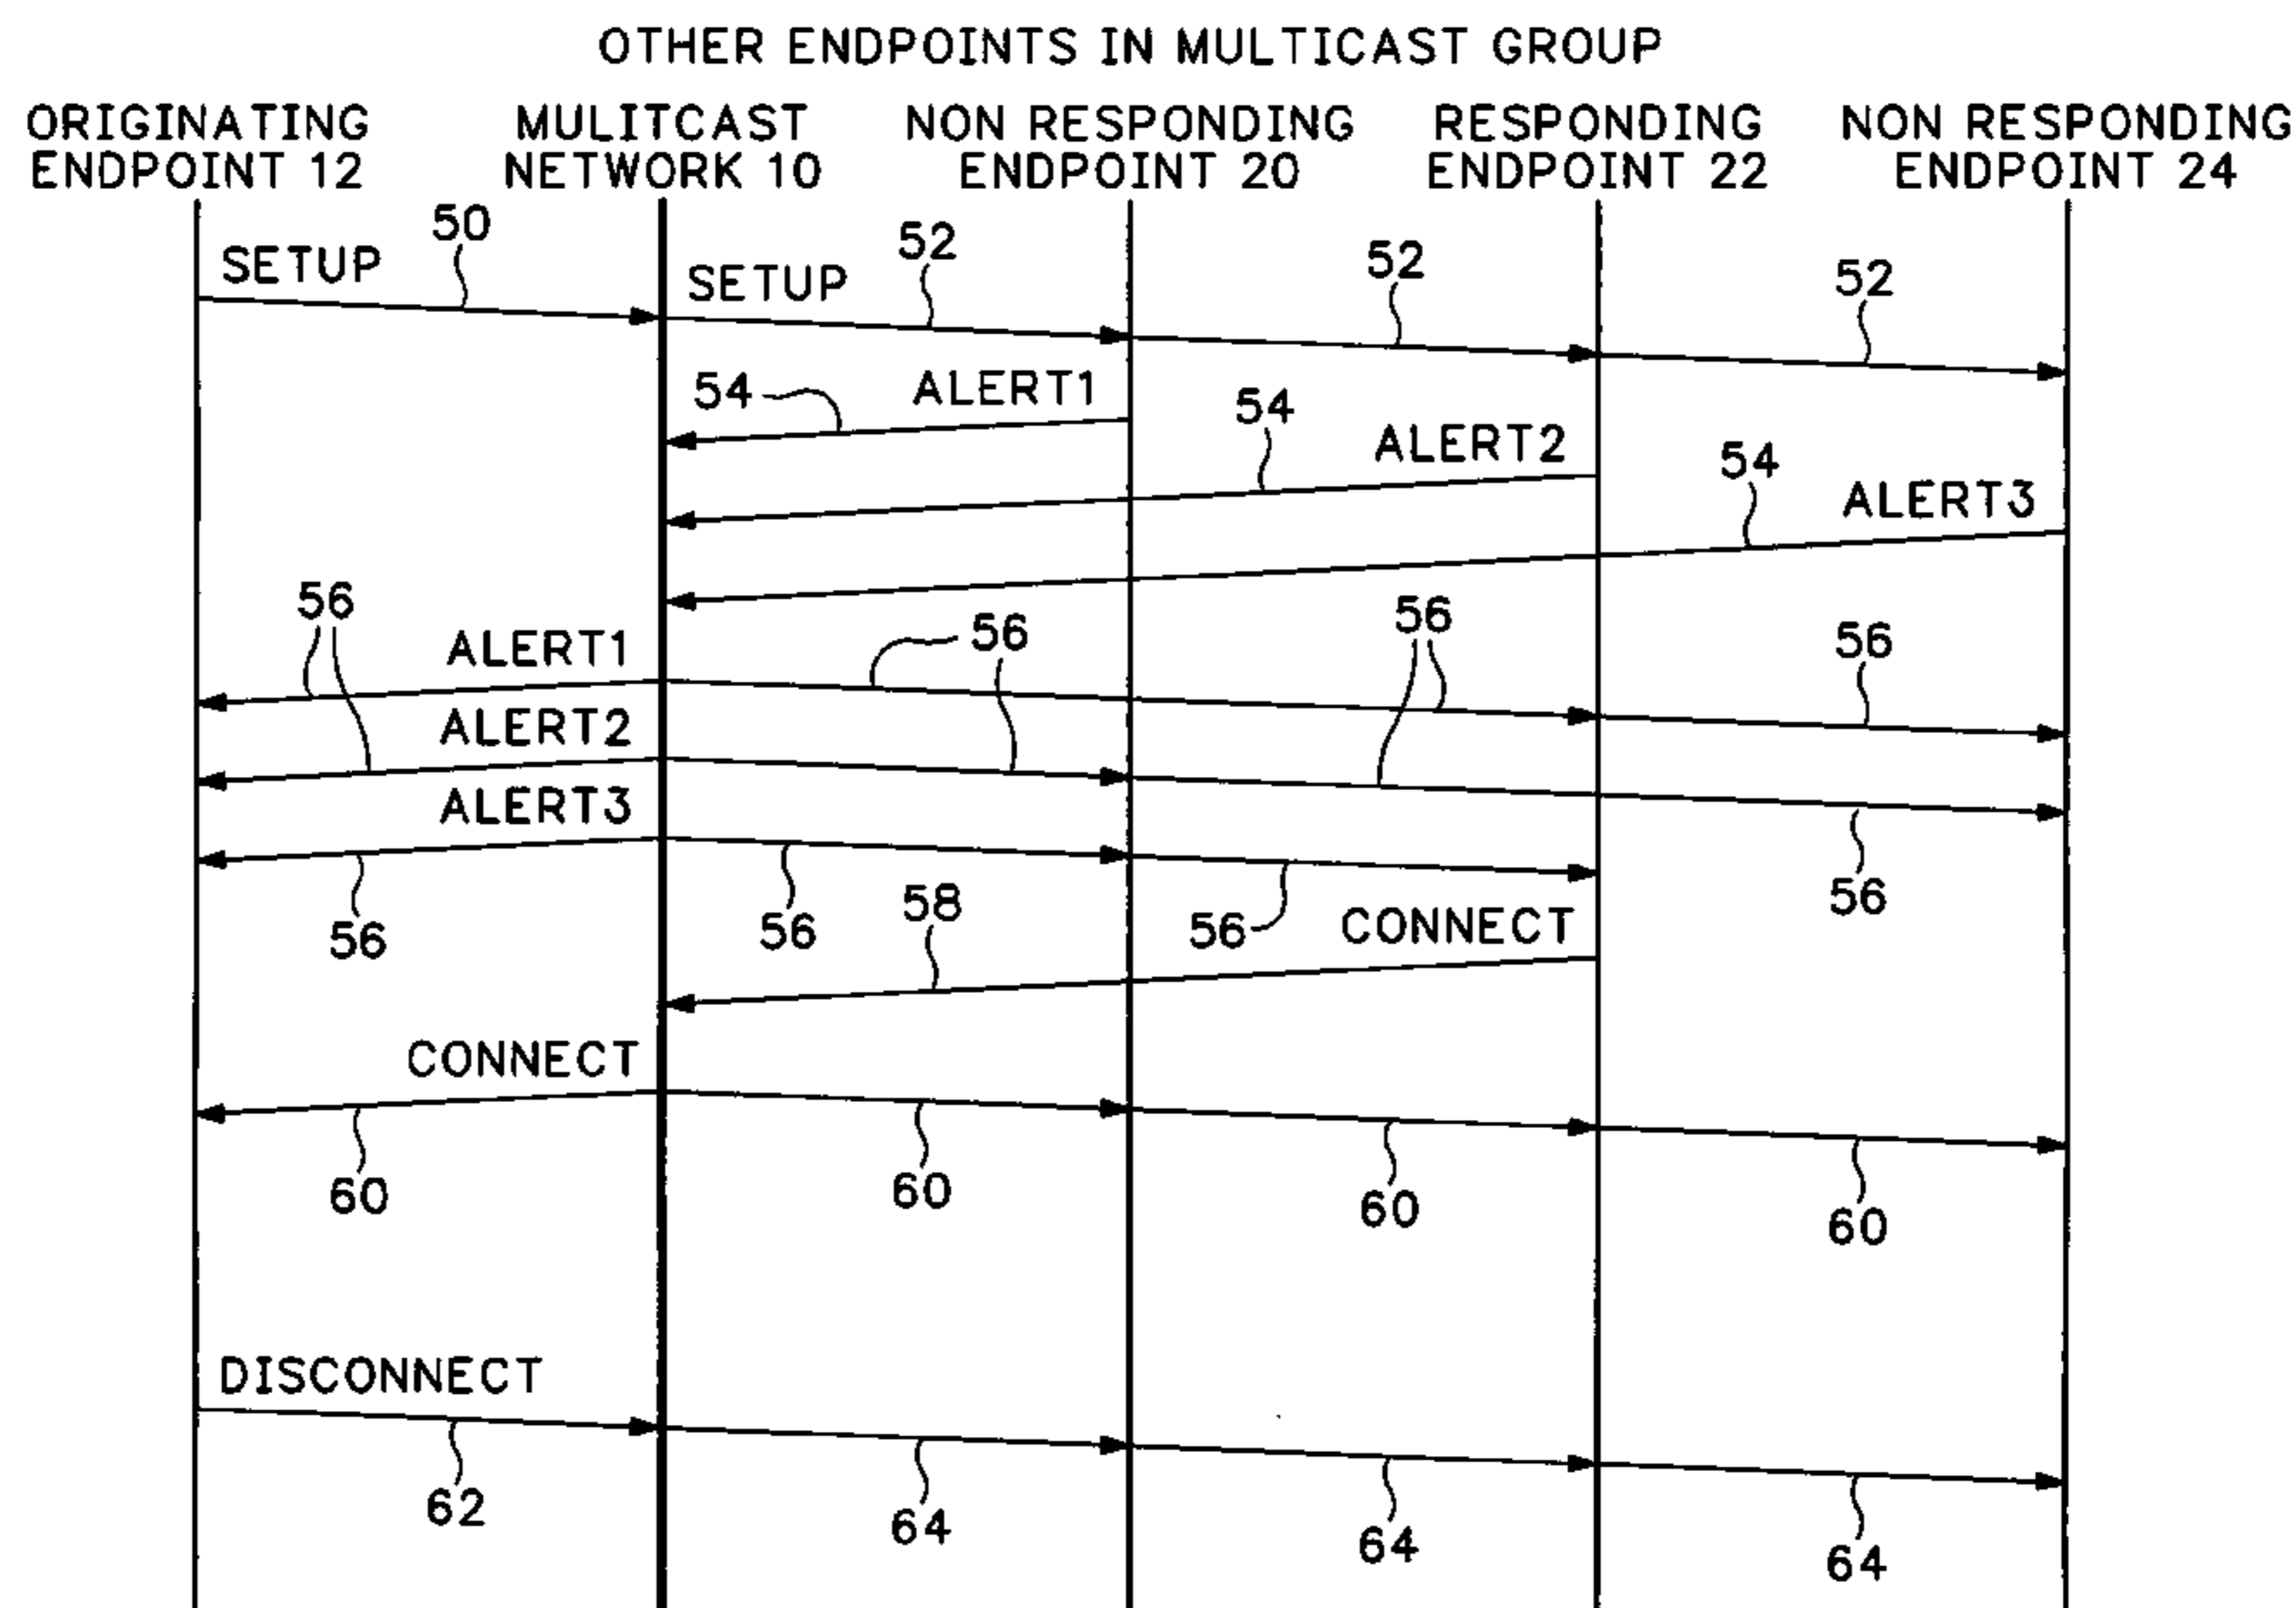 OTHER ENDPOINTS IN MULTICAST GROUP
ORIGINATING
ENDPOINT 12
MULITCAST
NETWORK 10
NON RESPONDING
ENDPOINT 20
RESPONDING
ENDPOINT 22
NON RESPONDING
ENDPOINT 24
50
52
52
52
SETUP
SETUP
54
ALERT1
54
ALERT2
54
ALERT3
56
ALERT1
56
56
56
ALERT2
ALERT3
56
56
56
56
58
CONNECT
CONNECT
60
60
60
60
DISCONNECT
62
64
64
64